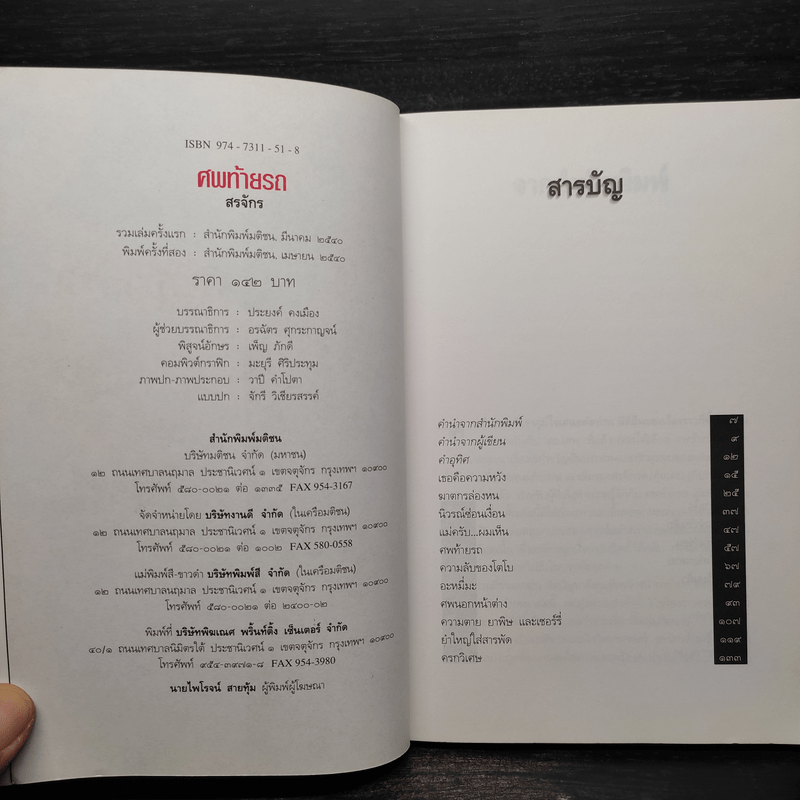 ISBN 974 - 7311 - 51 - 8
ศพท้ายรถ
สรจักร
รวมเล่มครั้งแรก : สำนักพิมพ์มติชน, มีนาคม ๒๕๔๐
พิมพ์ครั้งที่สอง : สำนักพิมพ์มติชน, เมษายน ๒๕๔๐
ราคา ๑๔๒ บาท
บรรณาธิการ : ประยงค์ คงเมือง
ผู้ช่วยบรรณาธิการ : อรฉัตร ศุกระกาญจน์
พิสูจน์อักษร : เพ็ญ ภักดี
คอมพิวต์กราฟิก : มะยุรี ศิริประทุม
ภาพปก-ภาพประกอบ : วาปี คำโปตา
แบบปก : จักรี วิเชียรสรรค์
สำนักพิมพ์มติชน
บริษัทมติชน จำกัด (มหาชน)
๑๒ ถนนเทศบาลนฤมาล ประชานิเวศน์ ๑ เขตจตุจักร กรุงเทพฯ ๑๐๙๐๐
โทรศัพท์ ๕๘๐-๐๐๒๑ ต่อ ๑๓๓๕ FAX 954-3167
จัดจำหน่ายโดย บริษัทงานดี จำกัด (ในเครือมติชน)
๑๒ ถนนเทศบาลนฤมาล ประชานิเวศน์ ๑ เขตจตุจักร กรุงเทพฯ ๑๐๙๐๐
โทรศัพท์ ๕๘๐-๐๐๒๑ ต่อ ๑๐๐๒ FAX 580-0558
แม่พิมพ์สี-ขาวดำ บริษัทพิมพ์สี จำกัด (ในเครือมติชน)
๑๒ ถนนเทศบาลนฤมาล ประชานิเวศน์ ๑ เขตจตุจักร กรุงเทพฯ ๑๐๙๐๐
โทรศัพท์ ๕๘๐-๐๐๒๑ ต่อ ๒๔๐๐-๐๒
พิมพ์ที่ บริษัทพิฆเณศ พริ้นท์ติ้ง เซ็นเตอร์ จำกัด
๔๐/๑ ถนนเทศบาลนิมิตรใต้ ประชานิเวศน์ ๑ เขตจตุจักร กรุงเทพฯ ๑๐๙๐๐
โทรศัพท์ ๙๕๔-๓๙๗๑-๘ FAX 954-3980
นายไพโรจน์ สายทุ้ม ผู้พิมพ์ผู้โฆษณา
สารบัญ
คำนำจากสำนักพิมพ์ ๗
คำนำจากผู้เขียน ๙
คำอุทิศ ๑๒
เธอคือความหวัง ๑๕
ฆาตกรล่องหน ๒๕
นิวรณ์ซ่อนเงื่อน ๓๗
แม่ครับ...ผมเห็น ๔๗
ศพท้ายรถ ๕๗
ความลับของโตโบ ๖๗
อะหมี่มะ ๗๙
ศพนอกหน้าต่าง ๙๓
ความตาย ยาพิษ และเชอร์รี่ ๑๐๗
ยำใหญ่ใส่สารพัด ๑๑๙
ครกวิเศษ ๑๓๓